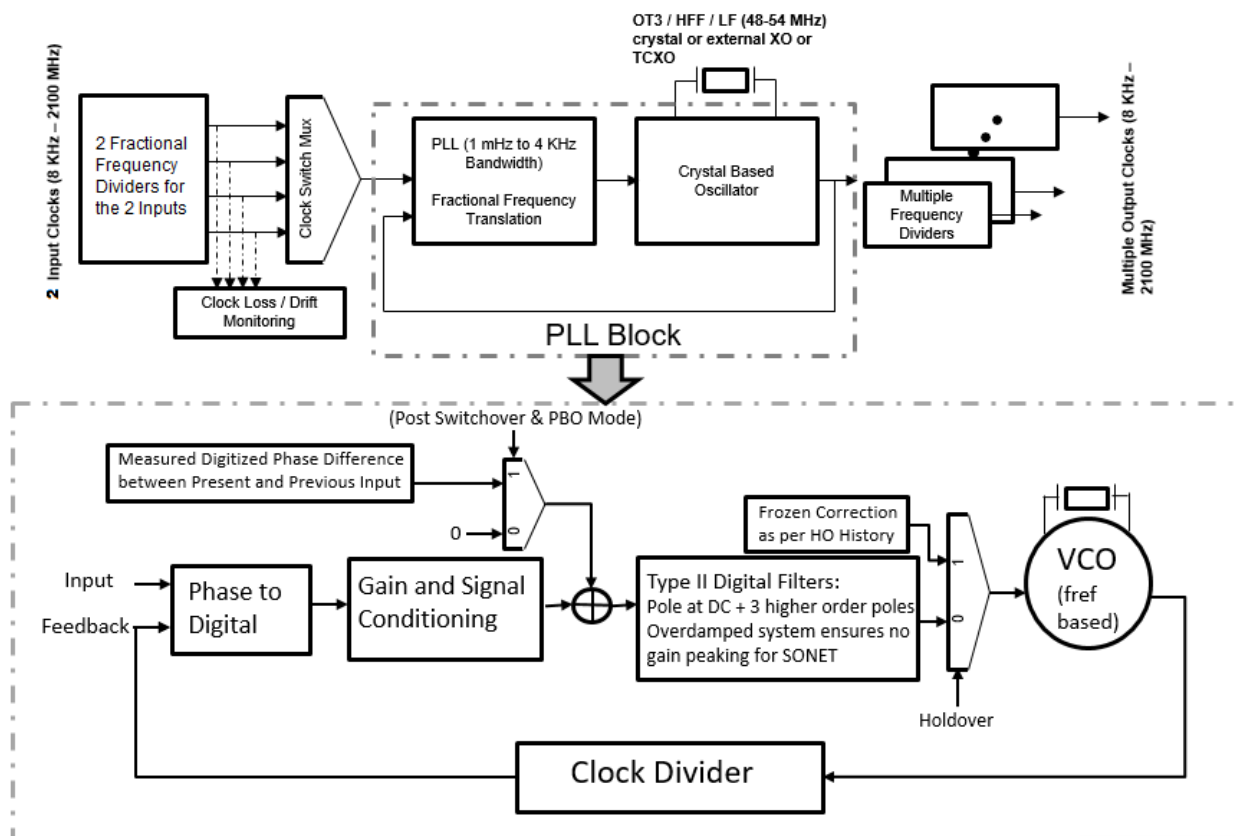 OT3 / HFF / LF (48-54 MHz)
crystal or external XO or
TCXO
2 Input Clocks (8 KHz – 2100 MHz)
2 Fractional
Frequency
Dividers for
the 2 Inputs
Clock Switch Mux
PLL (1 mHz to 4 KHz
Bandwidth)
Fractional Frequency
Translation
Crystal Based
Oscillator
Multiple
Frequency
Dividers
Multiple Output Clocks (8 KHz –
2100 MHz)
Clock Loss / Drift
Monitoring
PLL Block
(Post Switchover & PBO Mode)
Measured Digitized Phase Difference
between Present and Previous Input
1
0
0
Frozen Correction
as per HO History
1
0
VCO
(fref
based)
Input
Feedback
Phase to
Digital
Gain and Signal
Conditioning
Type II Digital Filters:
Pole at DC + 3 higher order poles
Overdamped system ensures no
gain peaking for SONET
Holdover
Clock Divider